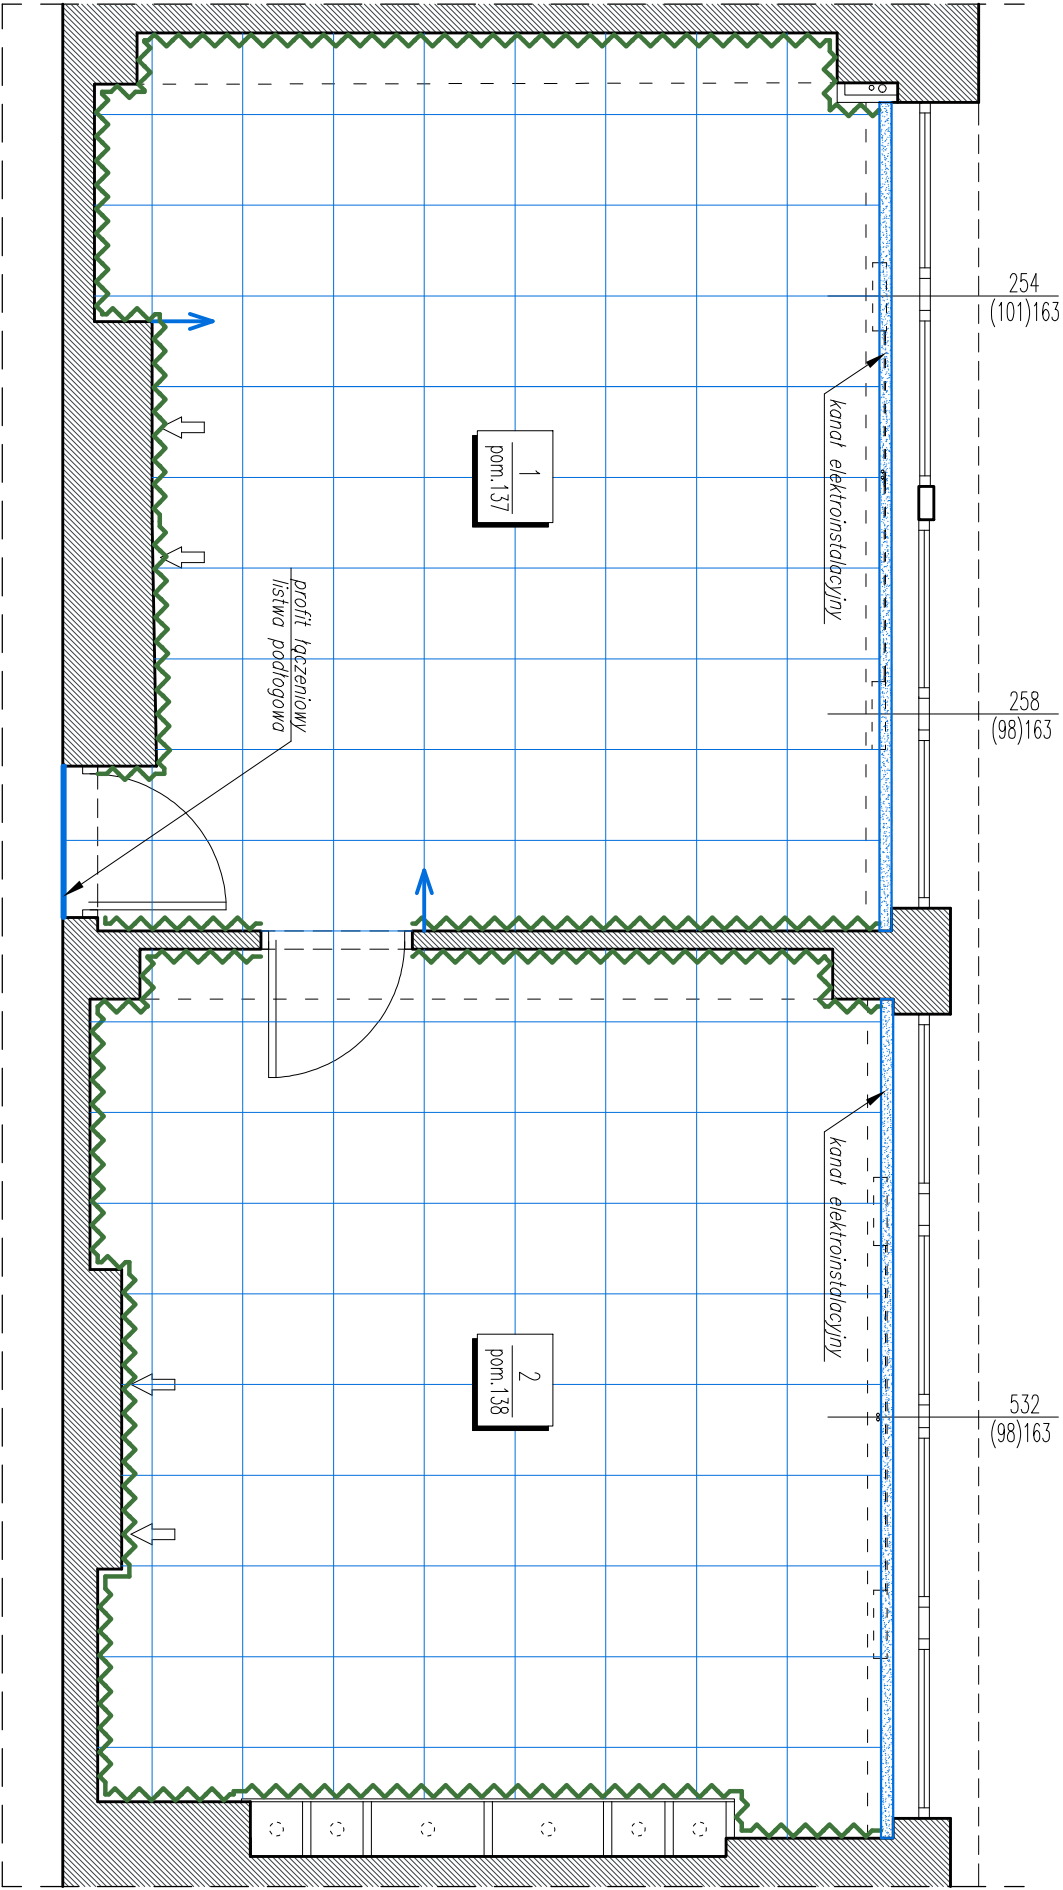 254
(101)163
kanał elektroinstalacyjny
1
pom.137
profil łączeniowy
listwa podłogowa
258
(98)163
kanał elektroinstalacyjny
2
pom.138
532
(98)163